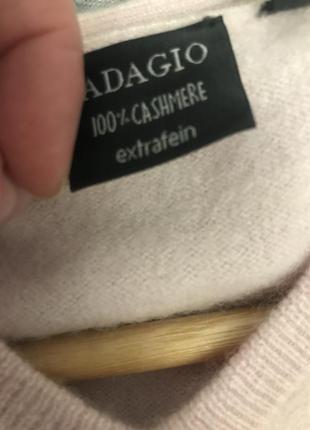 ADAGIO
100% CASHMERE
extrafein